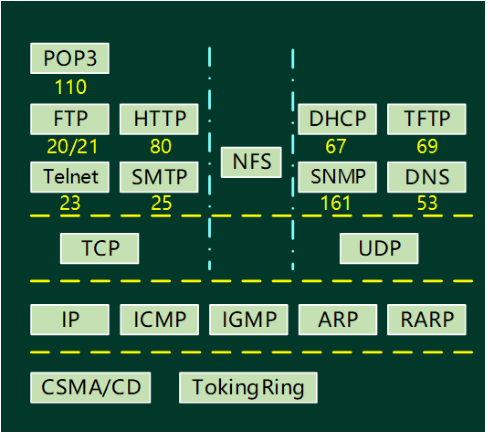 POP3
110
FTP HTTP DHCP TFTP
20/21 80 67 69
NFS
Telnet SMTP SNMP DNS
23 25 161 53
TCP UDP
IP ICMP IGMP ARP RARP
CSMA/CD TokingRing